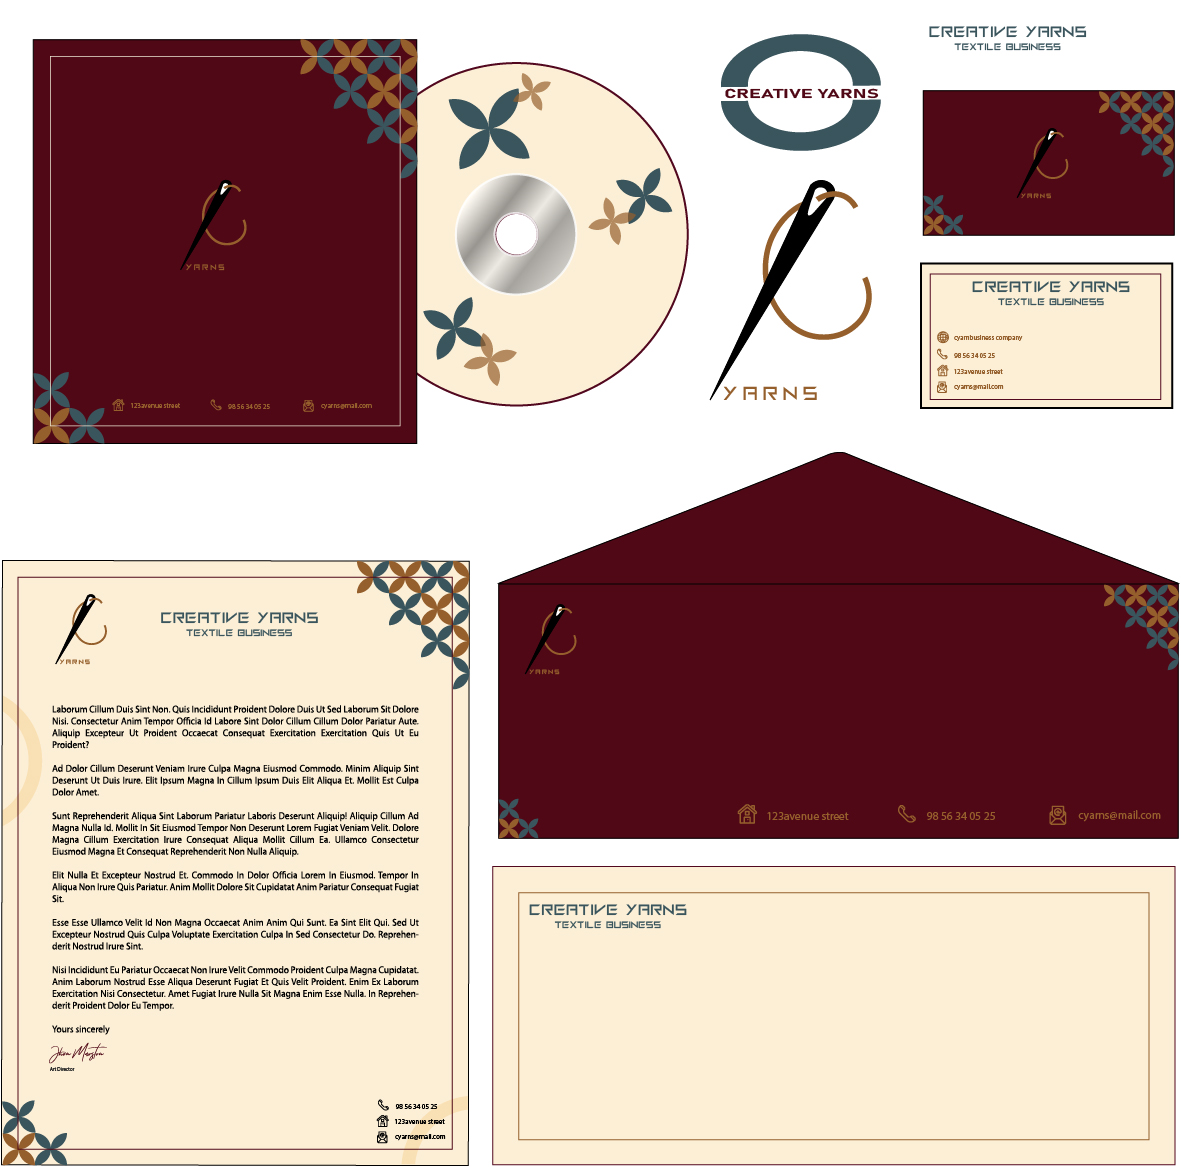 YARNS
123avenue street
98 56 34 05 25
cyarns@mail.com
CREATIVE YARNS
YARNS
CREATIVE YARNS
TEXTILE BUSINESS
YARNS
CREATIVE YARNS
TEXTILE BUSINESS
cyarnbusiness company
98 56 34 05 25
123avenue street
cyarns@mail.com
YARNS
CREATIVE YARNS
TEXTILE BUSINESS
Laborum Cillum Duis Sint Non. Quis Incididunt Proident Dolore Duis Ut Sed Laborum Sit Dolore
Nisi. Consectetur Anim Tempor Officia Id Labore Sint Dolor Cillum Cillum Dolor Pariatur Aute.
Aliquip Excepteur Ut Proident Occaecat Consequat Exercitation Exercitation Quis Ut Eu
Proident?
Ad Dolor Cillum Deserunt Veniam Irure Culpa Magna Eiusmod Commodo. Minim Aliquip Sint
Deserunt Ut Duis Irure. Elit Ipsum Magna In Cillum Ipsum Duis Elit Aliqua Et. Mollit Est Culpa
Dolor Amet.
Sunt Reprehenderit Aliqua Sint Laborum Pariatur Laboris Deserunt Aliquip! Aliquip Cillum Ad
Magna Nulla Id. Mollit In Sit Eiusmod Tempor Non Deserunt Lorem Fugiat Veniam Velit. Dolore
Magna Cillum Exercitation Irure Consequat Aliqua Mollit Cillum Ea. Ullamco Consectetur
Eiusmod Magna Et Consequat Reprehenderit Non Nulla Aliquip.
Elit Nulla Et Excepteur Nostrud Et. Commodo In Dolor Officia Lorem In Eiusmod. Tempor In
Aliqua Non Irure Quis Pariatur. Anim Mollit Dolore Sit Cupidatat Anim Pariatur Consequat Fugiat
Sit.
Esse Esse Ullamco Velit Id Non Magna Occaecat Anim Anim Qui Sunt. Ea Sint Elit Qui. Sed Ut
Excepteur Nostrud Quis Culpa Voluptate Exercitation Culpa In Sed Consectetur Do. Reprehen-
derit Nostrud Irure Sint.
Nisi Incididunt Eu Pariatur Occaecat Non Irure Velit Commodo Proident Culpa Magna Cupidatat.
Anim Laborum Nostrud Esse Aliqua Deserunt Fugiat Et Quis Velit Proident. Enim Ex Laborum
Exercitation Nisi Consectetur. Amet Fugiat Irure Nulla Sit Magna Enim Esse Nulla. In Reprehen-
derit Proident Dolor Eu Tempor.
Yours sincerely
Art Director
98 56 34 05 25
123avenue street
cyarns@mail.com
YARNS
123avenue street
98 56 34 05 25
cyarns@mail.com
CREATIVE YARNS
TEXTILE BUSINESS